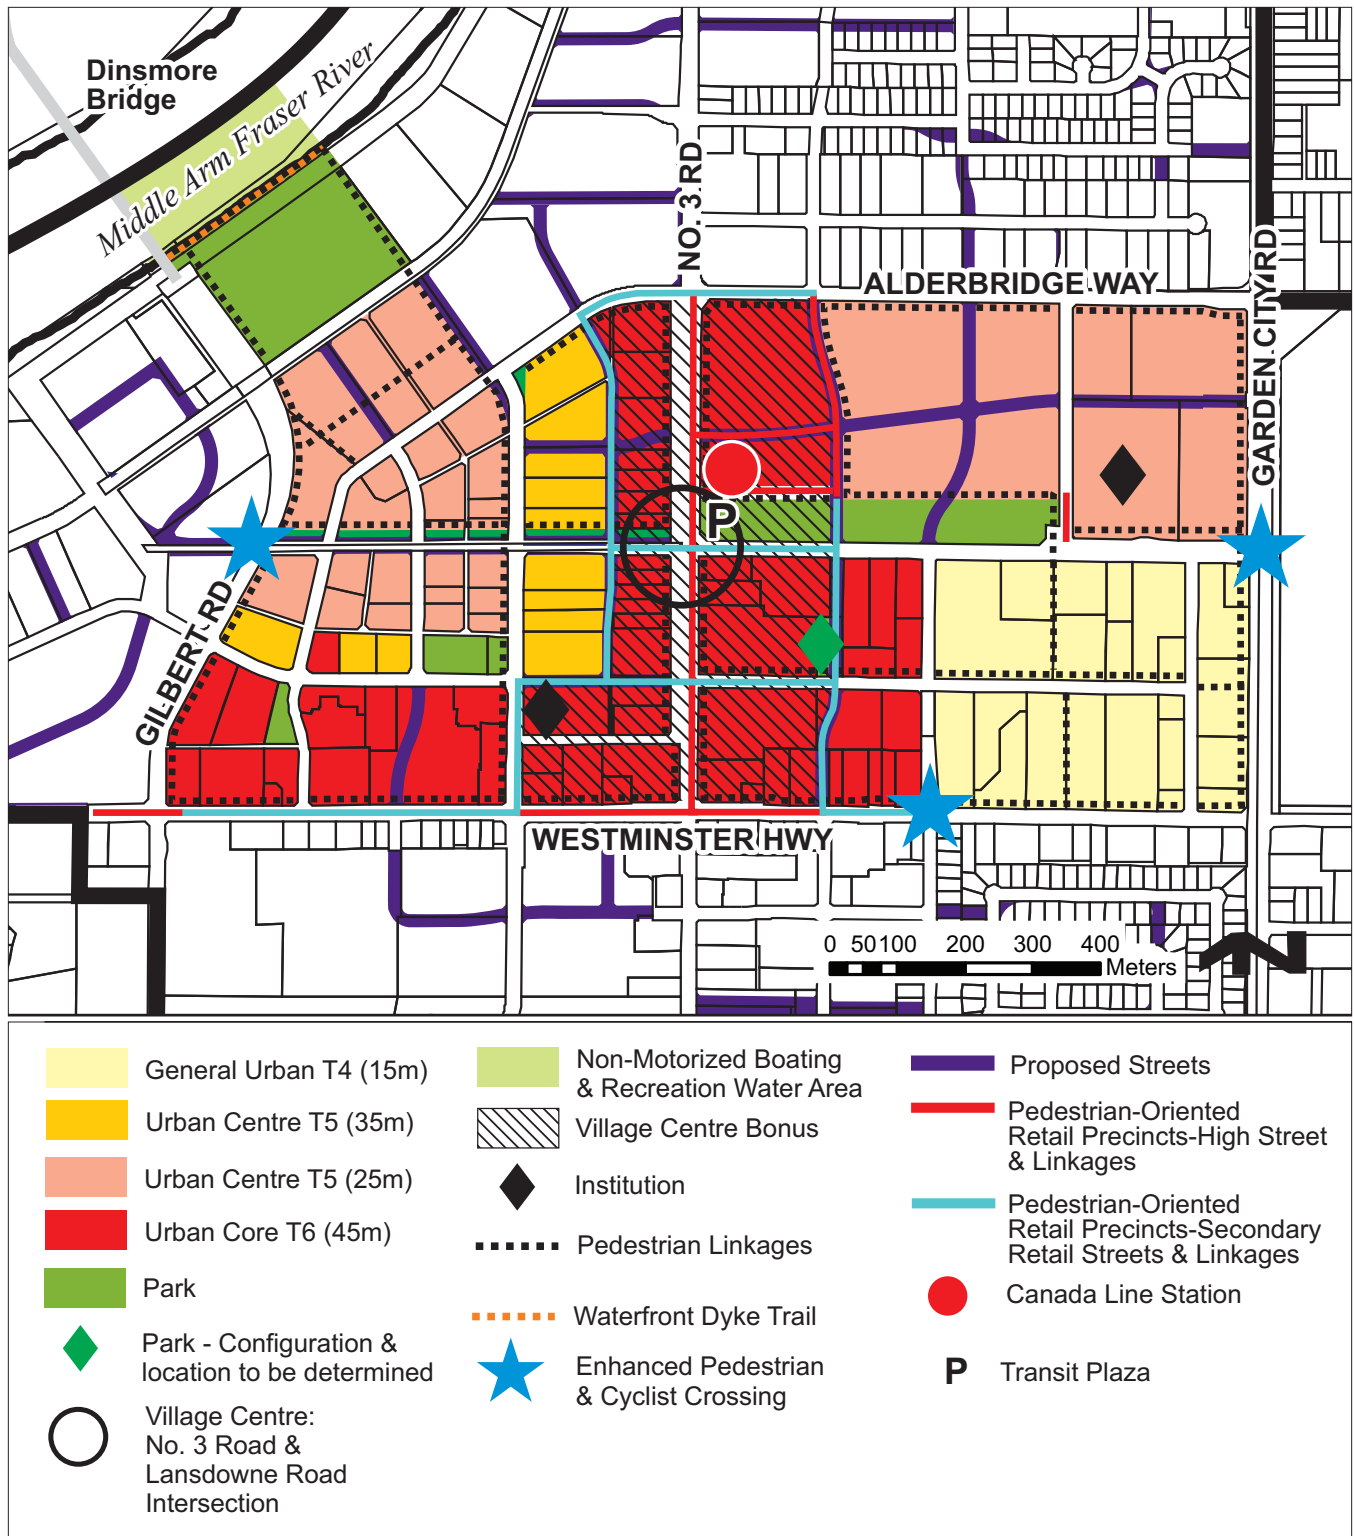 Dinsmore
Bridge
Middle Arm Fraser River
NO. 3 RD
ALDERBRIDGE WAY
GARDEN CITY RD
P
GILBERT RD
WESTMINSTER HWY
0 50 100 200 300 400
Meters
General Urban T4 (15m)
Urban Centre T5 (35m)
Urban Centre T5 (25m)
Urban Core T6 (45m)
Park
Park - Configuration &
location to be determined
Village Centre:
No. 3 Road &
Lansdowne Road
Intersection
Non-Motorized Boating
& Recreation Water Area
Village Centre Bonus
Institution
Pedestrian Linkages
Waterfront Dyke Trail
Enhanced Pedestrian
& Cyclist Crossing
Proposed Streets
Pedestrian-Oriented
Retail Precincts-High Street
& Linkages
Pedestrian-Oriented
Retail Precincts-Secondary
Retail Streets & Linkages
Canada Line Station
P Transit Plaza